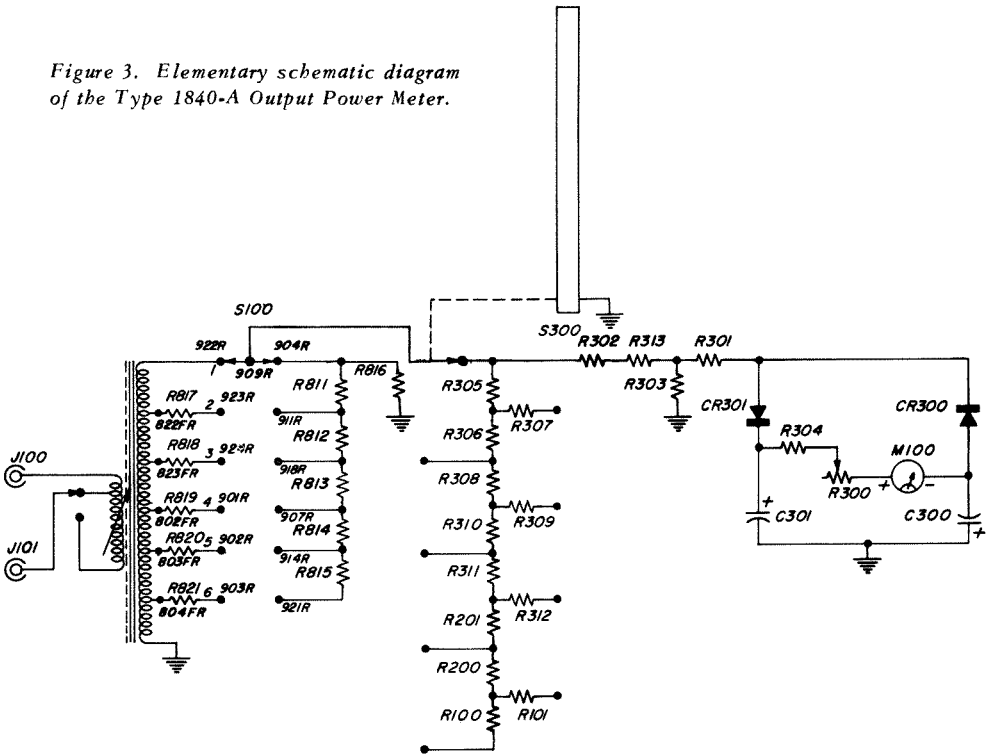 Figure 3. Elementary schematic diagram
of the Type 1840-A Output Power Meter.
S100
S300
922R
904R
909R
1
R302
R313
R301
R816
R811
R305
R303
R817
2
923R
822FR
911R
R307
CR301
CR300
R812
R306
R304
M100
R818
3
823FR
918R
R300
+
-
J100
R813
R308
R819
4
901R
802FR
907R
R309
+
C301
C300
+
R814
R310
J101
R820
5
902R
803FR
914R
R815
R311
R821
6
903R
804FR
921R
R312
R201
R200
R100
R101